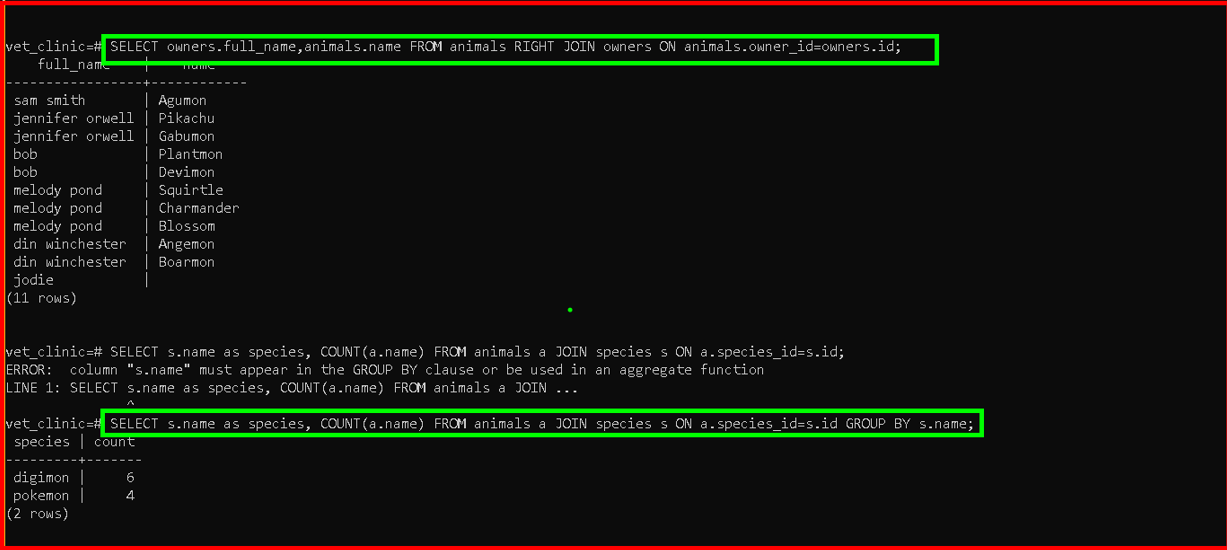 vet_clinic=# SELECT owners.full_name,animals.name FROM animals RIGHT JOIN owners ON animals.owner_id=owners.id;
full_name | name
----------------+------------
sam smith | Agumon
jennifer orwell | Pikachu
jennifer orwell | Gabumon
bob | Plantmon
bob | Devimon
melody pond | Squirtle
melody pond | Charmander
melody pond | Blossom
din winchester | Angemon
din winchester | Boarmon
jodie |
(11 rows)
vet_clinic=# SELECT s.name as species, COUNT(a.name) FROM animals a JOIN species s ON a.species_id=s.id;
ERROR: column "s.name" must appear in the GROUP BY clause or be used in an aggregate function
LINE 1: SELECT s.name as species, COUNT(a.name) FROM animals a JOIN ...
^
vet_clinic=# SELECT s.name as species, COUNT(a.name) FROM animals a JOIN species s ON a.species_id=s.id GROUP BY s.name;
species | count
---------+-------
digimon | 6
pokemon | 4
(2 rows)